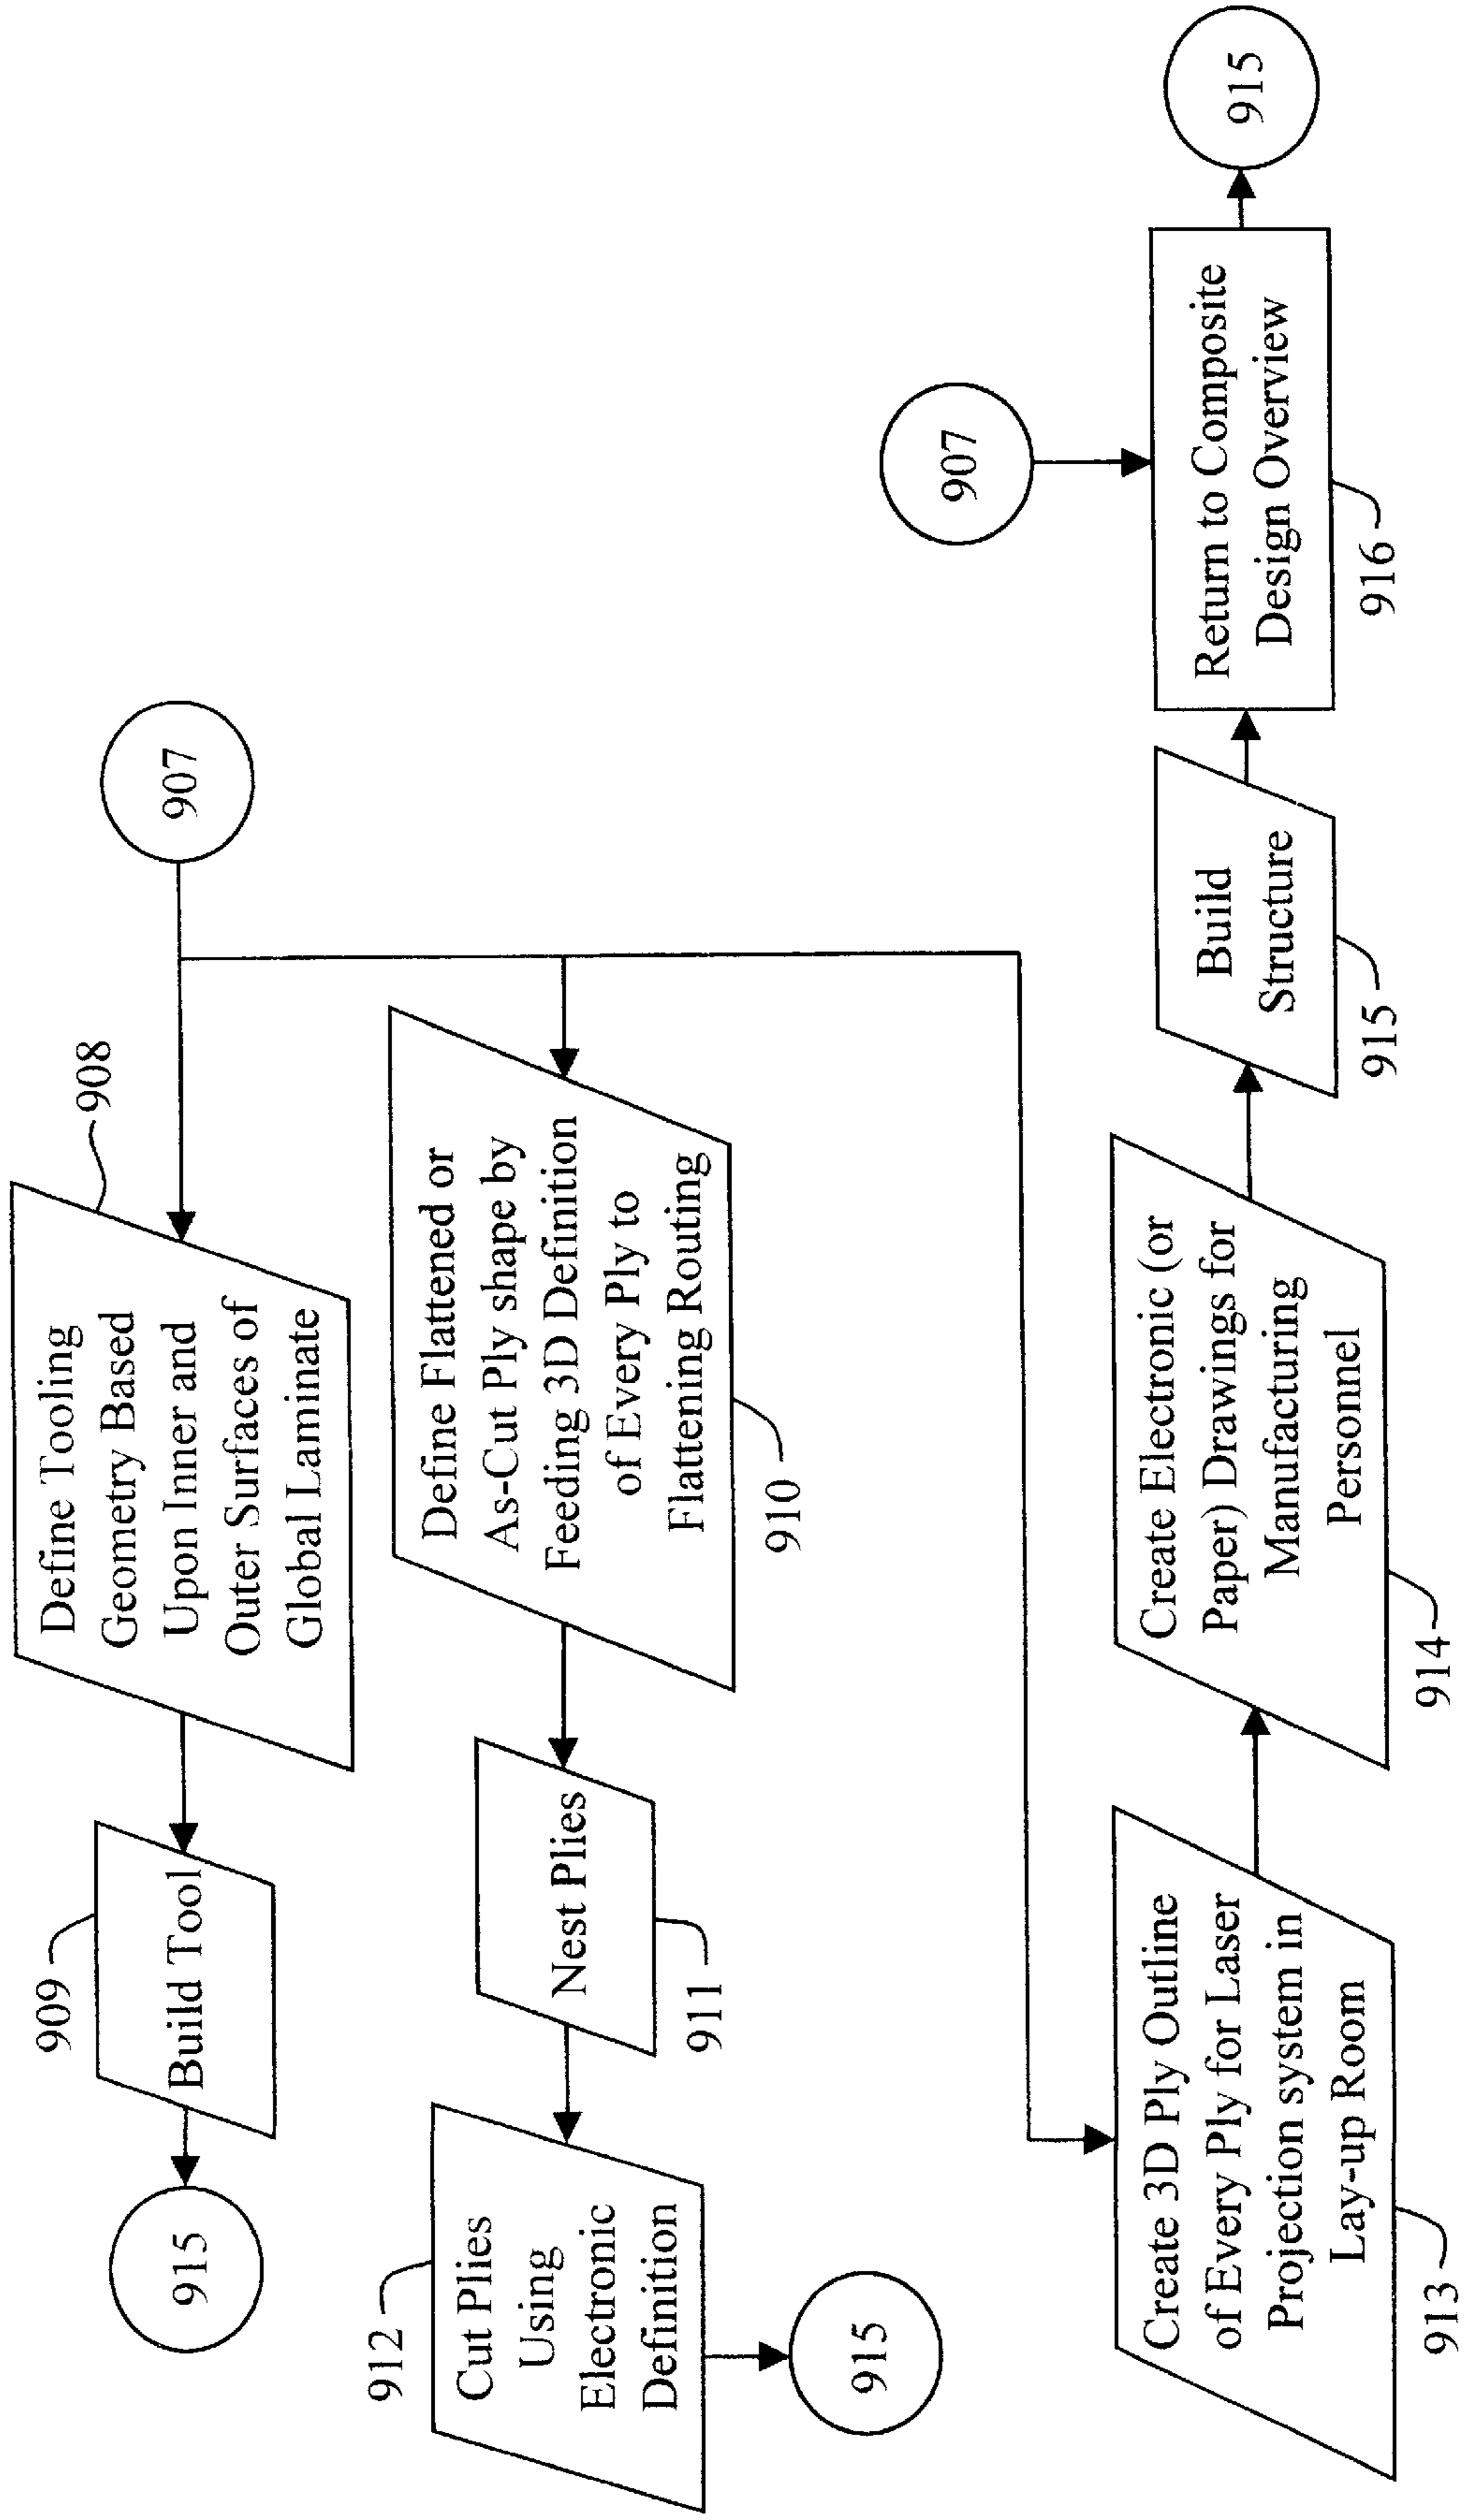 907
908
Define Tooling
Geometry Based
Upon Inner and
Outer Surfaces of
Global Laminate
909
Build Tool
915
Define Flattened or
As-Cut Ply shape by
Feeding 3D Definition
of Every Ply to
Flattening Routing
910
Nest Plies
911
912
Cut Plies
Using
Electronic
Definition
915
Create 3D Ply Outline
of Every Ply for Laser
Projection system in
Lay-up Room
913
Create Electronic (or
Paper) Drawings for
Manufacturing
Personnel
914
Build
Structure
915
907
Return to Composite
Design Overview
916
915